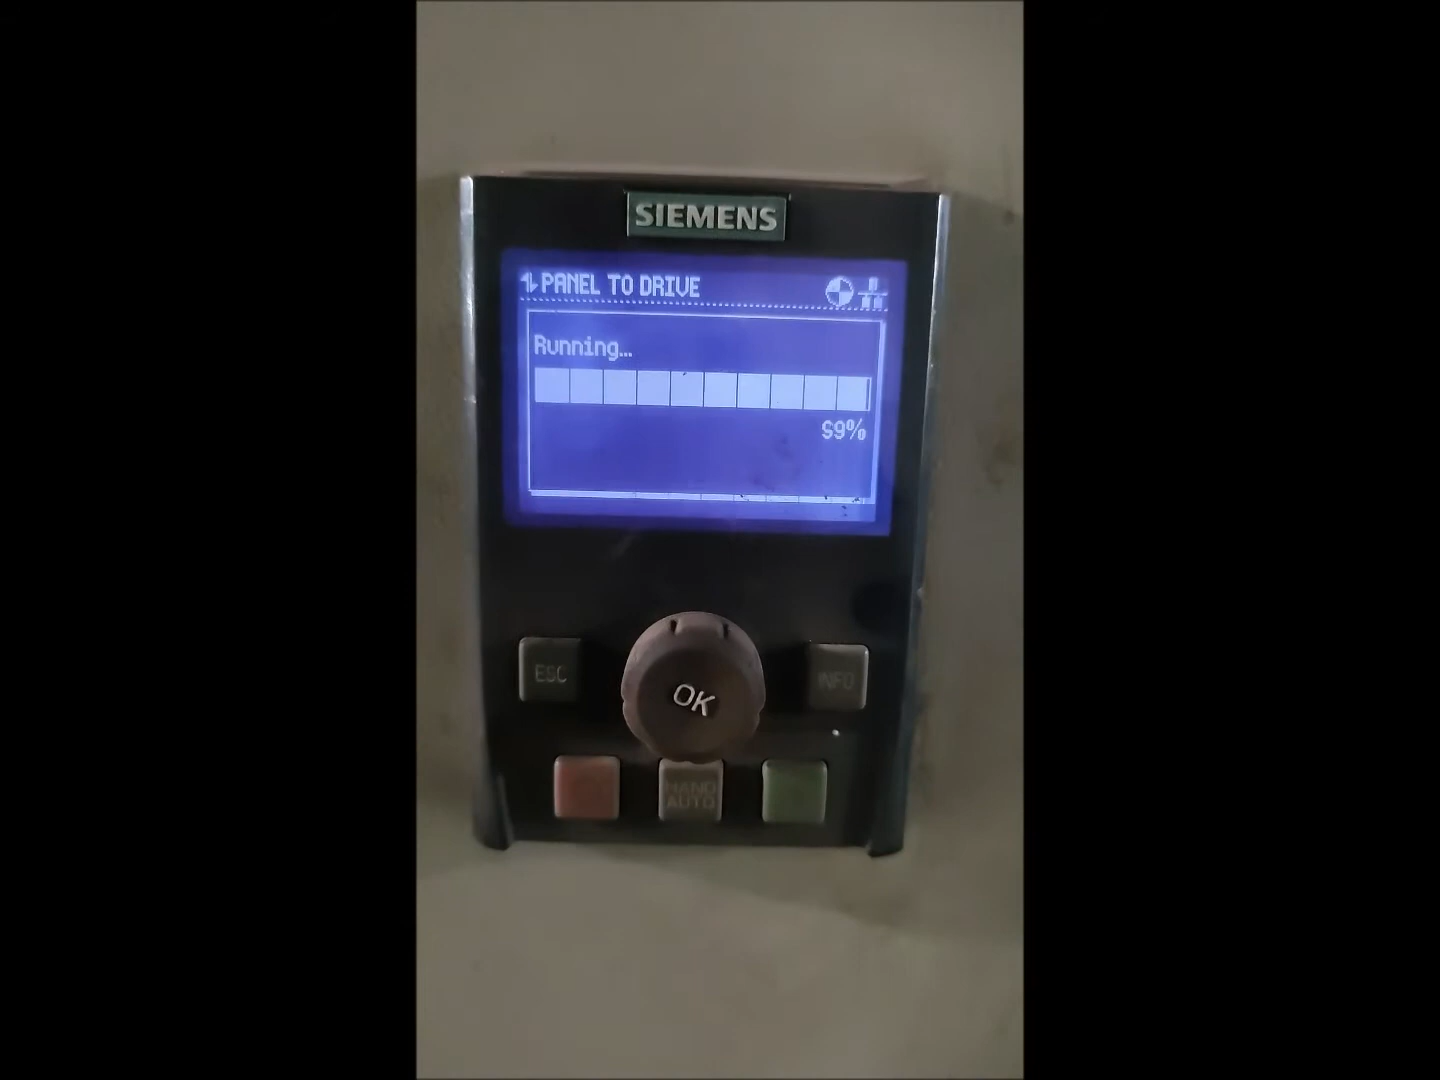 SIEMENS
PANEL TO DRIVE
Running...
99%
ESC
OK
INFO
HAND
AUTO